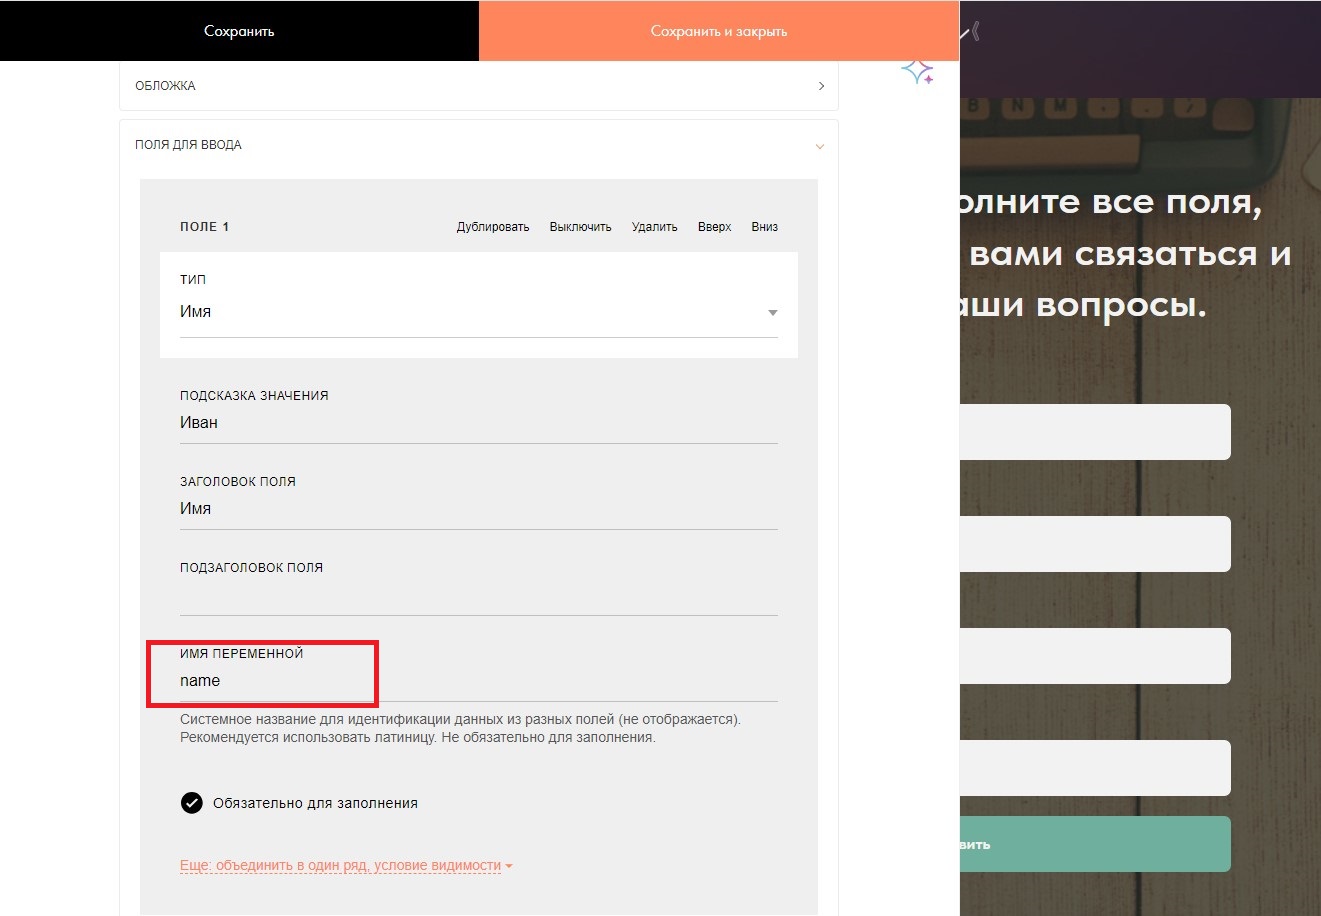 Сохранить
Сохранить и закрыть
ОБЛОЖКА
ПОЛЯ ДЛЯ ВВОДА
ПОЛЕ 1
Дублировать Выключить Удалить Вверх Вниз
ТИП
Имя
ПОДСКАЗКА ЗНАЧЕНИЯ
Иван
ЗАГОЛОВОК ПОЛЯ
Имя
ПОДЗАГОЛОВОК ПОЛЯ
ИМЯ ПЕРЕМЕННОЙ
name
Системное название для идентификации данных из разных полей (не отображается).
Рекомендуется использовать латиницу. Не обязательно для заполнения.
Обязательно для заполнения
Еще: объединить в один ряд, условие видимости
олните все поля,
вами связаться и
аши вопросы.
вить
B N M , . /